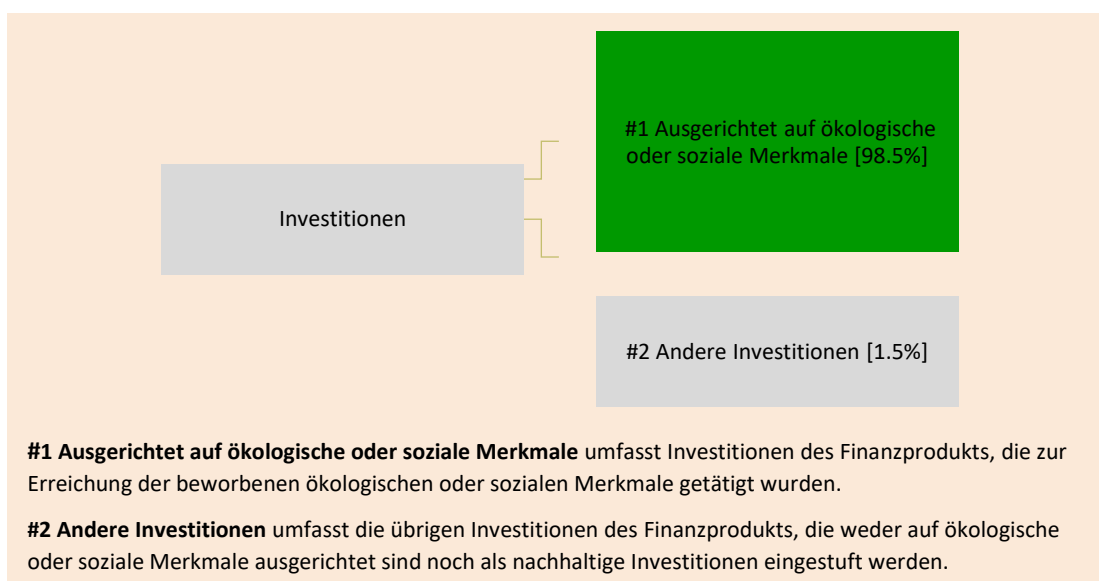 #1 Ausgerichtet auf ökologische
oder soziale Merkmale [98.5%]
Investitionen
#2 Andere Investitionen [1.5%]
#1 Ausgerichtet auf ökologische oder soziale Merkmale umfasst Investitionen des Finanzprodukts, die zur
Erreichung der beworbenen ökologischen oder sozialen Merkmale getätigt wurden.
#2 Andere Investitionen umfasst die übrigen Investitionen des Finanzprodukts, die weder auf ökologische
oder soziale Merkmale ausgerichtet sind noch als nachhaltige Investitionen eingestuft werden.